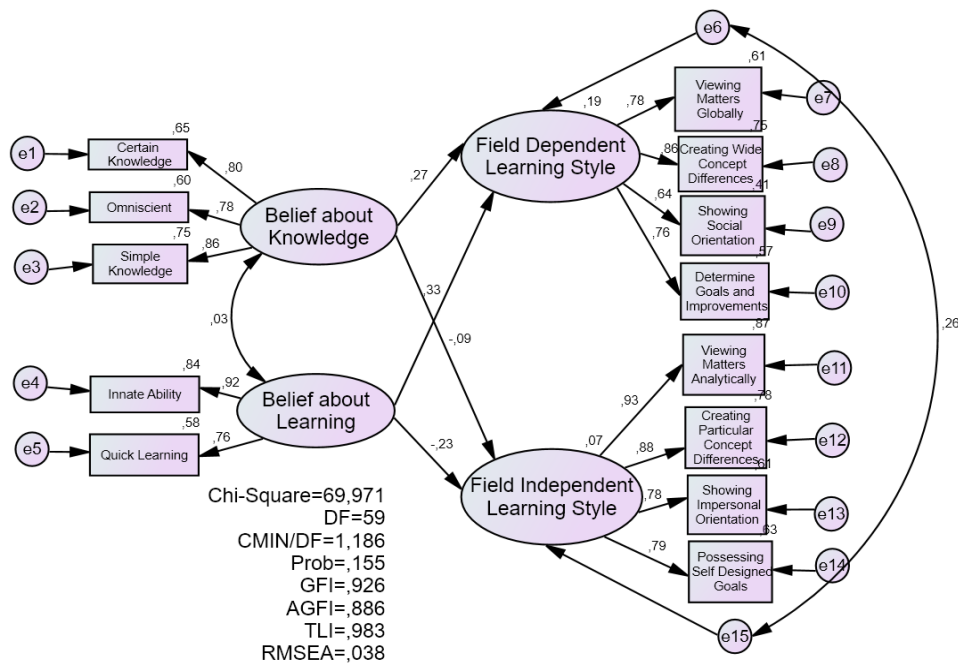 e6
,61
Viewing
Matters
Globally
e7
,19
,78
,75
,65
e1
Certain
Knowledge
,80
Field Dependent
Learning Style
,86
Creating Wide
Concept
Differences
e8
,27
,41
,60
e2
Omniscient
,78
Belief about
Knowledge
,64
Showing
Social
Orientation
e9
,76
,75
e3
Simple
Knowledge
,86
,57
Determine
Goals and
Improvements
e10
,33
,03
-,09
,26
,87
Viewing
Matters
Analytically
e11
,84
e4
Innate Ability
,92
Belief about
Learning
,93
,78
,58
e5
Quick Learning
,76
-,23
,07
,88
Creating
Particular
Concept
Differences
e12
,61
Field Independent
Learning Style
,78
Showing
Impersonal
Orientation
e13
,63
,79
Possessing
Self Designed
Goals
e14
e15
Chi-Square=69,971
DF=59
CMIN/DF=1,186
Prob=,155
GFI=,926
AGFI=,886
TLI=,983
RMSEA=,038